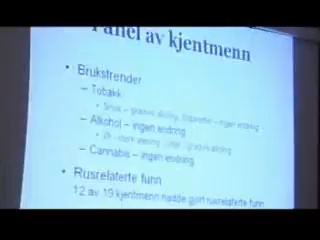 Panel av kjentmenn
• Brukstrender
– Tobakk
– Alkohol – ingen endring
– Cannabis – ingen endring
• Rusrelaterte funn
12 av 19 kjentmenn hadde gjort rusrelaterte funn